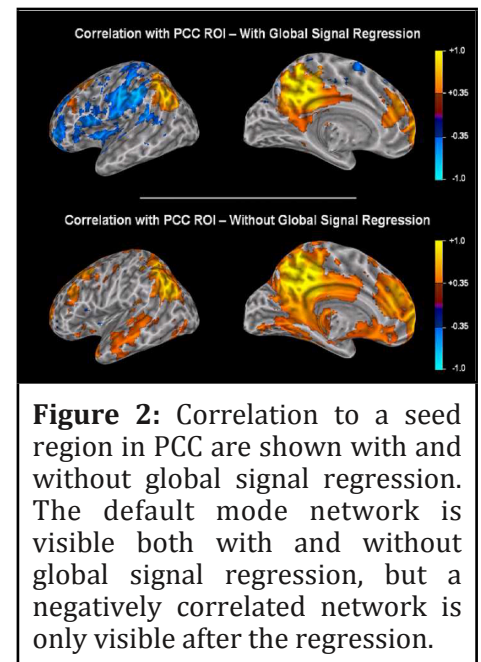 Correlation with PCC ROI – With Global Signal Regression
+1.0
+0.35
-0.35
-1.0
Correlation with PCC ROI – Without Global Signal Regression
+1.0
+0.35
-0.35
-1.0
Figure 2: Correlation to a seed
region in PCC are shown with and
without global signal regression.
The default mode network is
visible both with and without
global signal regression, but a
negatively correlated network is
only visible after the regression.